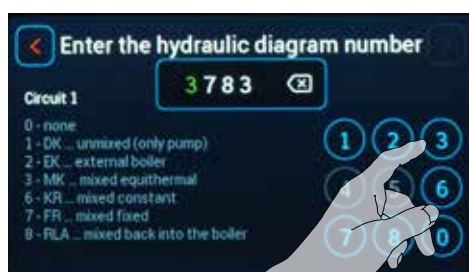 Enter the hydraulic diagram number
3783
Circuit 1
0 - none
1 - DK ... unmixed (only pump)
2 - EK ... external boiler
3 - MK ... mixed equithermal
6 - KR ... mixed constant
7 - FR ... mixed fixed
8 - RLA ... mixed back into the boiler
1 2 3
4 5 6
7 8 0